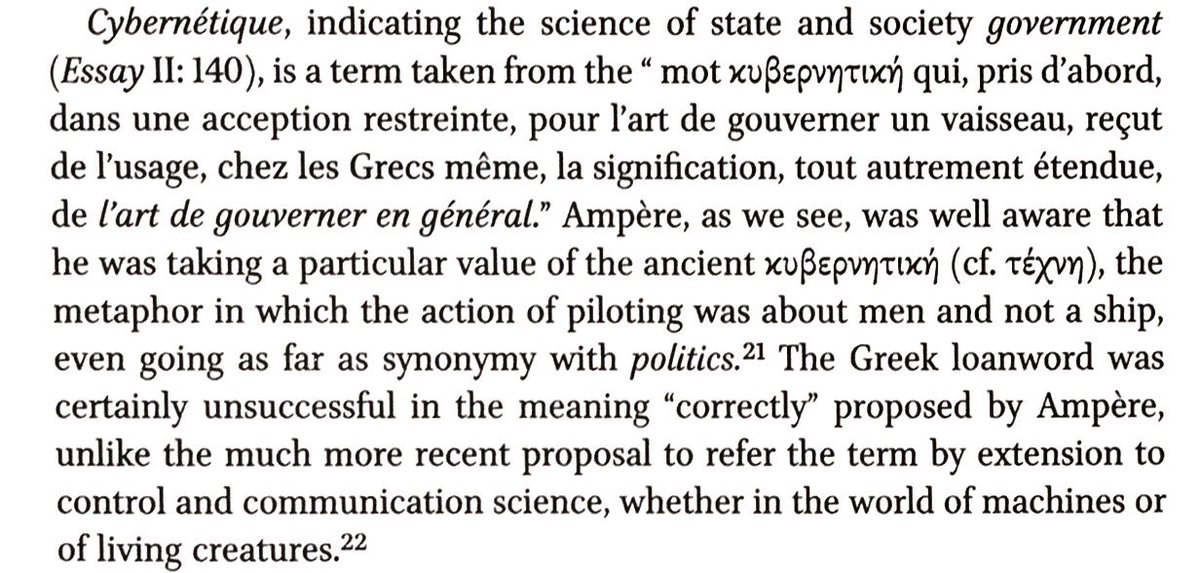 Cybernétique, indicating the science of state and society government
(Essay II: 140), is a term taken from the “ mot κυβερνητική qui, pris d’abord,
dans une acception restreinte, pour l’art de gouverner un vaisseau, reçut
de l’usage, chez les Grecs même, la signification, tout autrement étendue,
de l’art de gouverner en général.” Ampère, as we see, was well aware that
he was taking a particular value of the ancient κυβερνητική (cf. τέχνη), the
metaphor in which the action of piloting was about men and not a ship,
even going as far as synonymy with politics.²¹ The Greek loanword was
certainly unsuccessful in the meaning “correctly” proposed by Ampère,
unlike the much more recent proposal to refer the term by extension to
control and communication science, whether in the world of machines or
of living creatures.²²